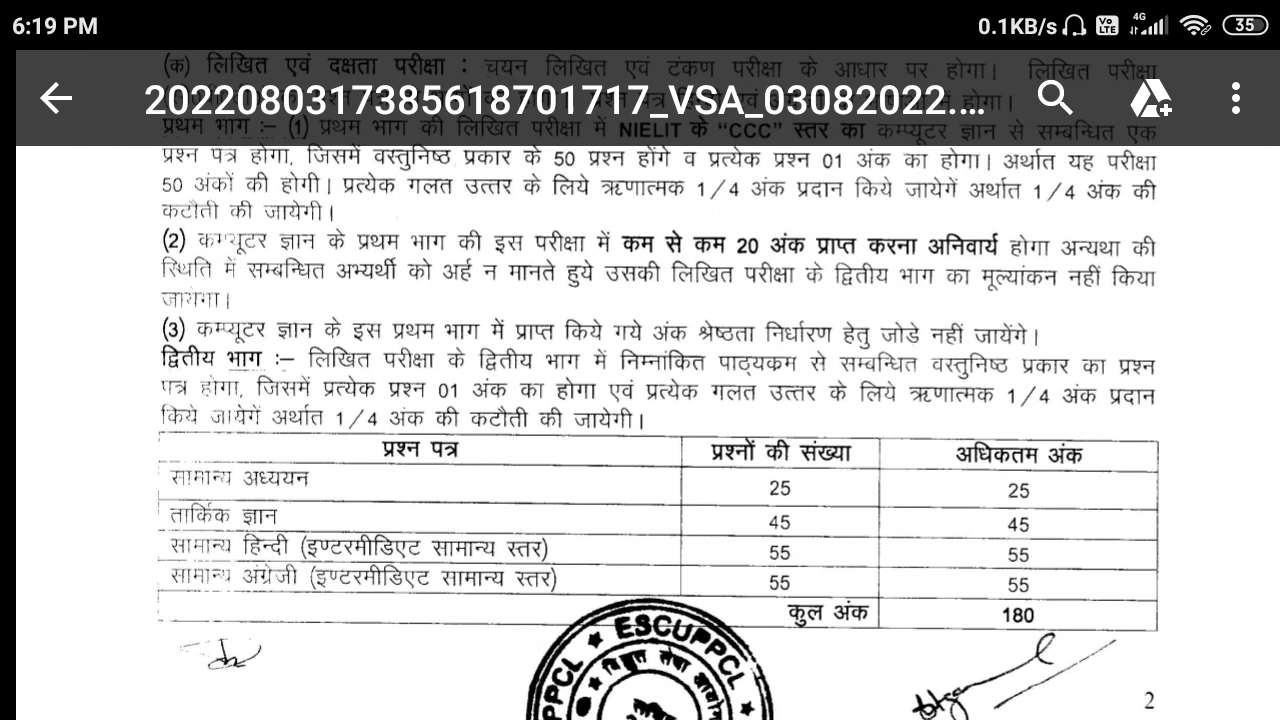 6:19 PM
0.1KB/s Vo LTE 4G 35
(क) लिखित एवं दक्षता परीक्षा : चयन लिखित एवं टंकण परीक्षा के आधार पर होगा। लिखित परीक्षा
2022080317385618701717_VSA_03082022....
होगा।
प्रथम भाग :– (1) प्रथम भाग की लिखित परीक्षा में NIELIT के “CCC” स्तर का कम्प्यूटर ज्ञान से सम्बन्धित एक
प्रश्न पत्र होगा, जिसमें वस्तुनिष्ठ प्रकार के 50 प्रश्न होंगे व प्रत्येक प्रश्न 01 अंक का होगा। अर्थात यह परीक्षा
50 अंकों की होगी। प्रत्येक गलत उत्तर के लिये ऋणात्मक 1/4 अंक प्रदान किये जायेगें अर्थात 1/4 अंक की
कटौती की जायेगी।
(2) कम्प्यूटर ज्ञान के प्रथम भाग की इस परीक्षा में कम से कम 20 अंक प्राप्त करना अनिवार्य होगा अन्यथा की
स्थिति में सम्बन्धित अभ्यर्थी को अर्ह न मानते हुये उसकी लिखित परीक्षा के द्वितीय भाग का मूल्यांकन नहीं किया
जायेगा।
(3) कम्प्यूटर ज्ञान के इस प्रथम भाग में प्राप्त किये गये अंक श्रेष्ठता निर्धारण हेतु जोडे नहीं जायेंगे।
द्वितीय भाग :– लिखित परीक्षा के द्वितीय भाग में निम्नांकित पाठ्यक्रम से सम्बन्धित वस्तुनिष्ठ प्रकार का प्रश्न
पत्र होगा, जिसमें प्रत्येक प्रश्न 01 अंक का होगा एवं प्रत्येक गलत उत्तर के लिये ऋणात्मक 1/4 अंक प्रदान
किये जायेगें अर्थात 1/4 अंक की कटौती की जायेगी।
प्रश्न पत्र प्रश्नों की संख्या अधिकतम अंक
सामान्य अध्ययन 25 25
तार्किक ज्ञान 45 45
सामान्य हिन्दी (इण्टरमीडिएट सामान्य स्तर) 55 55
सामान्य अंग्रेजी (इण्टरमीडिएट सामान्य स्तर) 55 55
कुल अंक 180
PPCL ★ ESCUPPCL ★
★ विद्युत सेवा आयोग
2